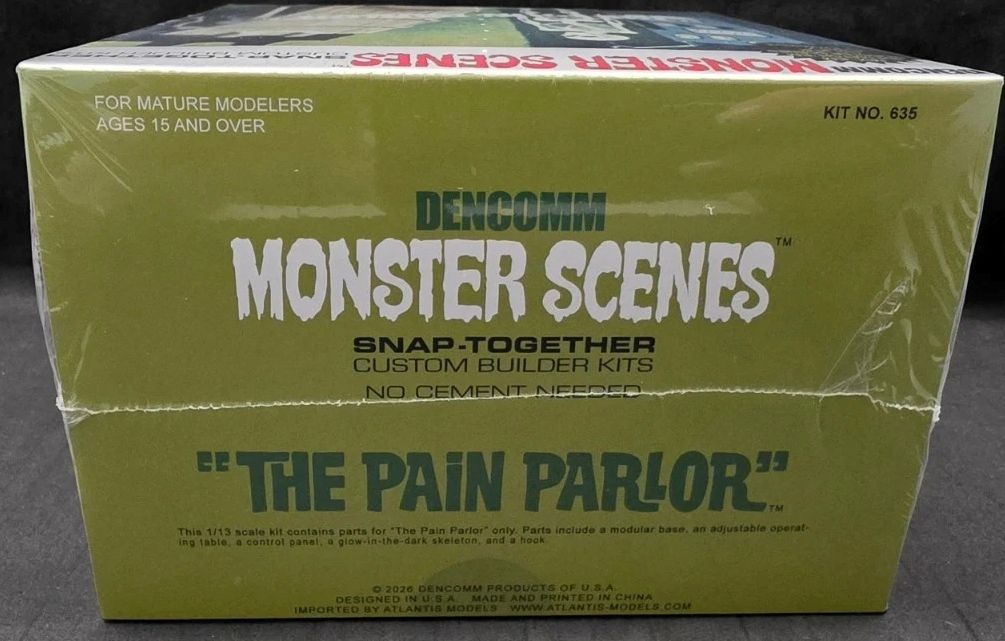 SNAP-TOGETHER
MONSTER SCENES
DENCOMM MONSTER
FOR MATURE MODELERS
AGES 15 AND OVER
KIT NO. 635
DENCOMM
MONSTER SCENES™
SNAP-TOGETHER
CUSTOM BUILDER KITS
NO CEMENT NEEDED
"THE PAIN PARLOR"™
This 1/13 scale kit contains parts for "The Pain Parlor" only. Parts include a modular base, an adjustable operat-
ing table, a control panel, a glow-in-the-dark skeleton, and a hook.
© 2026 DENCOMM PRODUCTS OF U.S.A.
DESIGNED IN U.S.A. MADE AND PRINTED IN CHINA
IMPORTED BY ATLANTIS MODELS WWW.ATLANTIS-MODELS.COM